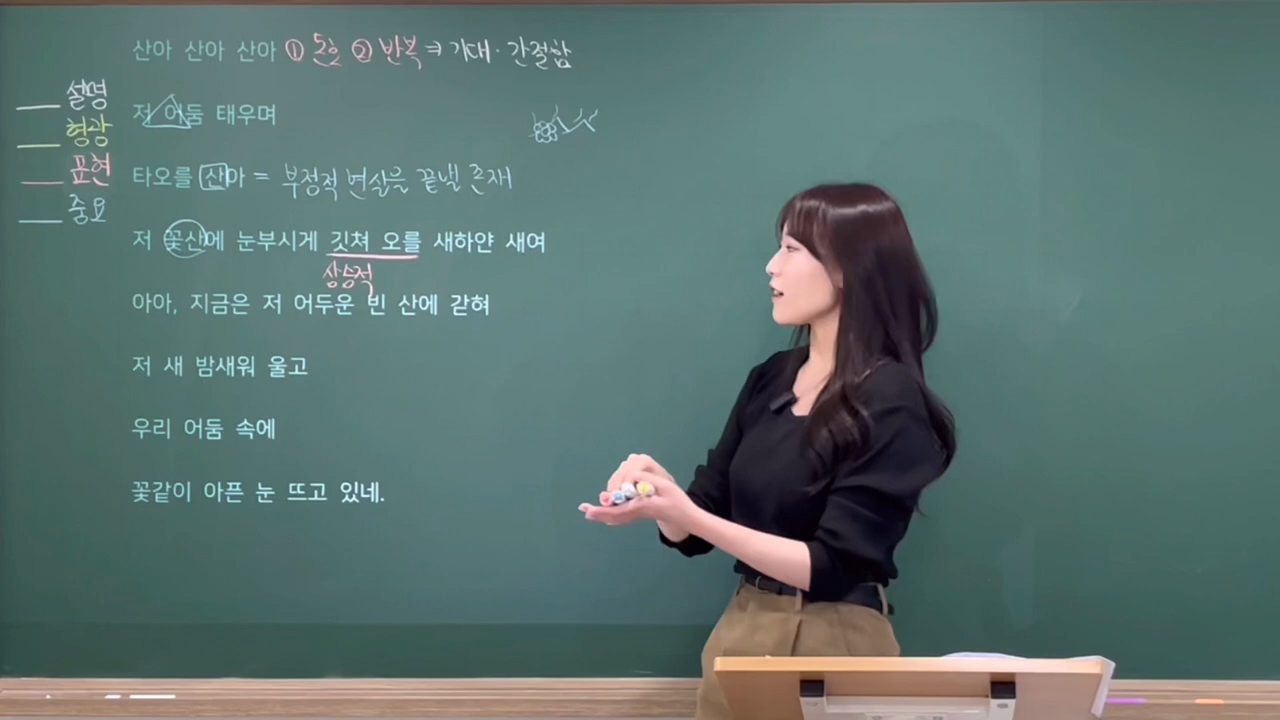 산아 산아 산아 ① 돈호 ② 반복 ⇒ 기대·간절함
설명
저 어둠 태우며
형광
표현
타오를 산아 = 부정적 현실을 끝낼 존재
중요
저 꽃산에 눈부시게 깃쳐 오를 새하얀 새여
상승적
아아, 지금은 저 어두운 빈 산에 갇혀
저 새 밤새워 울고
우리 어둠 속에
꽃같이 아픈 눈 뜨고 있네.